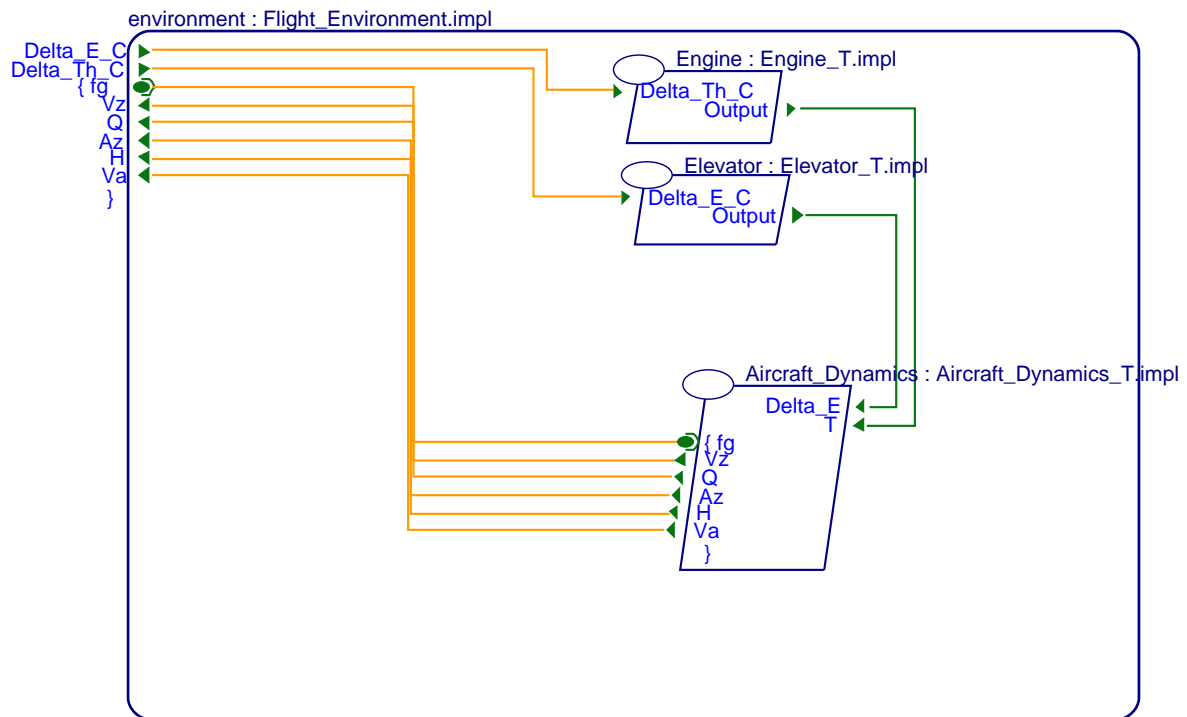 environment : Flight_Environment.impl
Delta_E_C
Delta_Th_C
{ fg
Vz
Q
Az
H
Va
}
Engine : Engine_T.impl
Delta_Th_C
Output
Elevator : Elevator_T.impl
Delta_E_C
Output
Aircraft_Dynamics : Aircraft_Dynamics_T.impl
Delta_E
T
{ fg
Vz
Q
Az
H
Va
}